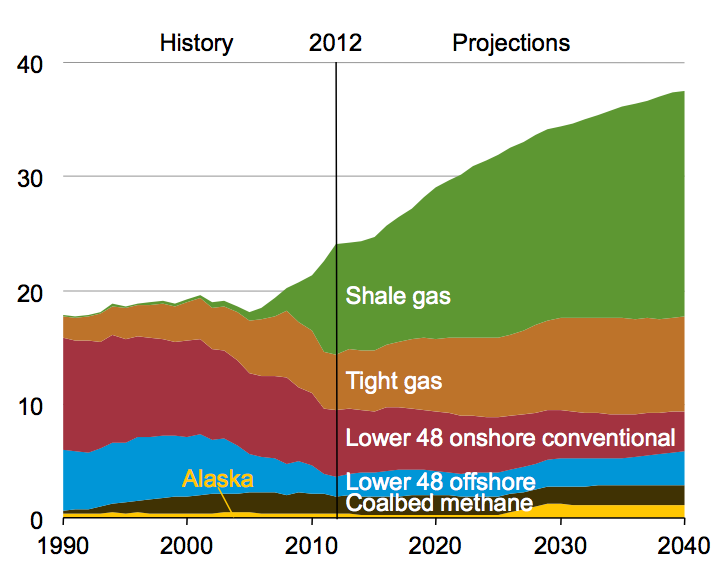 History 2012 Projections
40
30
20
10
0
Shale gas
Tight gas
Lower 48 onshore conventional
Lower 48 offshore
Alaska
Coalbed methane
1990 2000 2010 2020 2030 2040